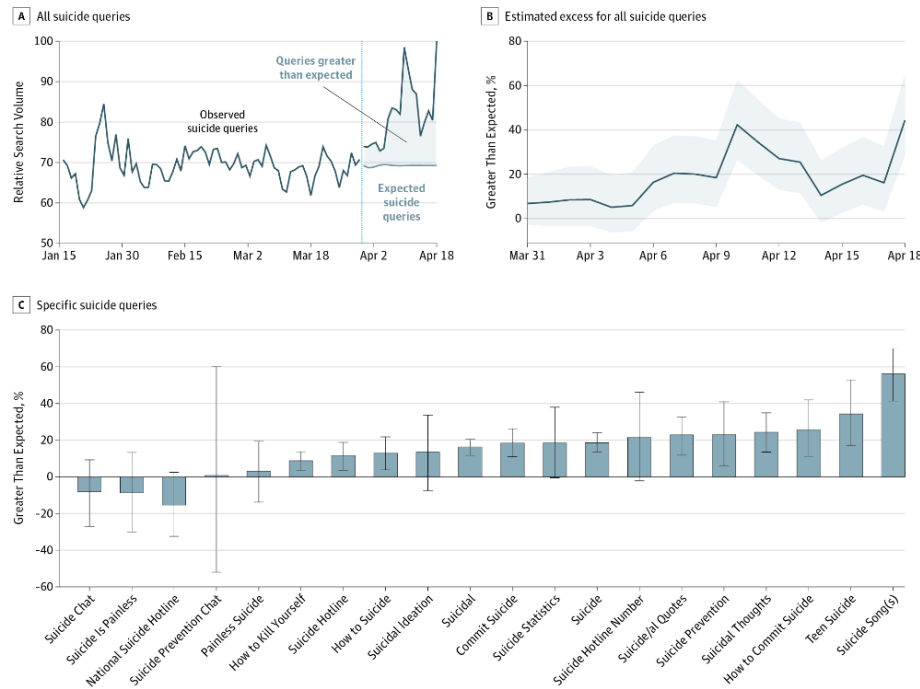 A All suicide queries
100
90
80
70
60
50
Relative Search Volume
Queries greater
than expected
Observed
suicide queries
Expected
suicide
queries
Jan 15 Jan 30 Feb 15 Mar 2 Mar 18 Apr 2 Apr 18
B Estimated excess for all suicide queries
80
60
40
20
0
Greater Than Expected, %
Mar 31 Apr 3 Apr 6 Apr 9 Apr 12 Apr 15 Apr 18
C Specific suicide queries
80
60
40
20
0
-20
-40
-60
Greater Than Expected, %
Suicide Chat
Suicide Is Painless
National Suicide Hotline
Suicide Prevention Chat
Painless Suicide
How to Kill Yourself
Suicide Hotline
How to Suicide
Suicidal Ideation
Suicidal
Commit Suicide
Suicide Statistics
Suicide
Suicide Hotline Number
Suicide/al Quotes
Suicide Prevention
Suicidal Thoughts
How to Commit Suicide
Teen Suicide
Suicide Song(s)